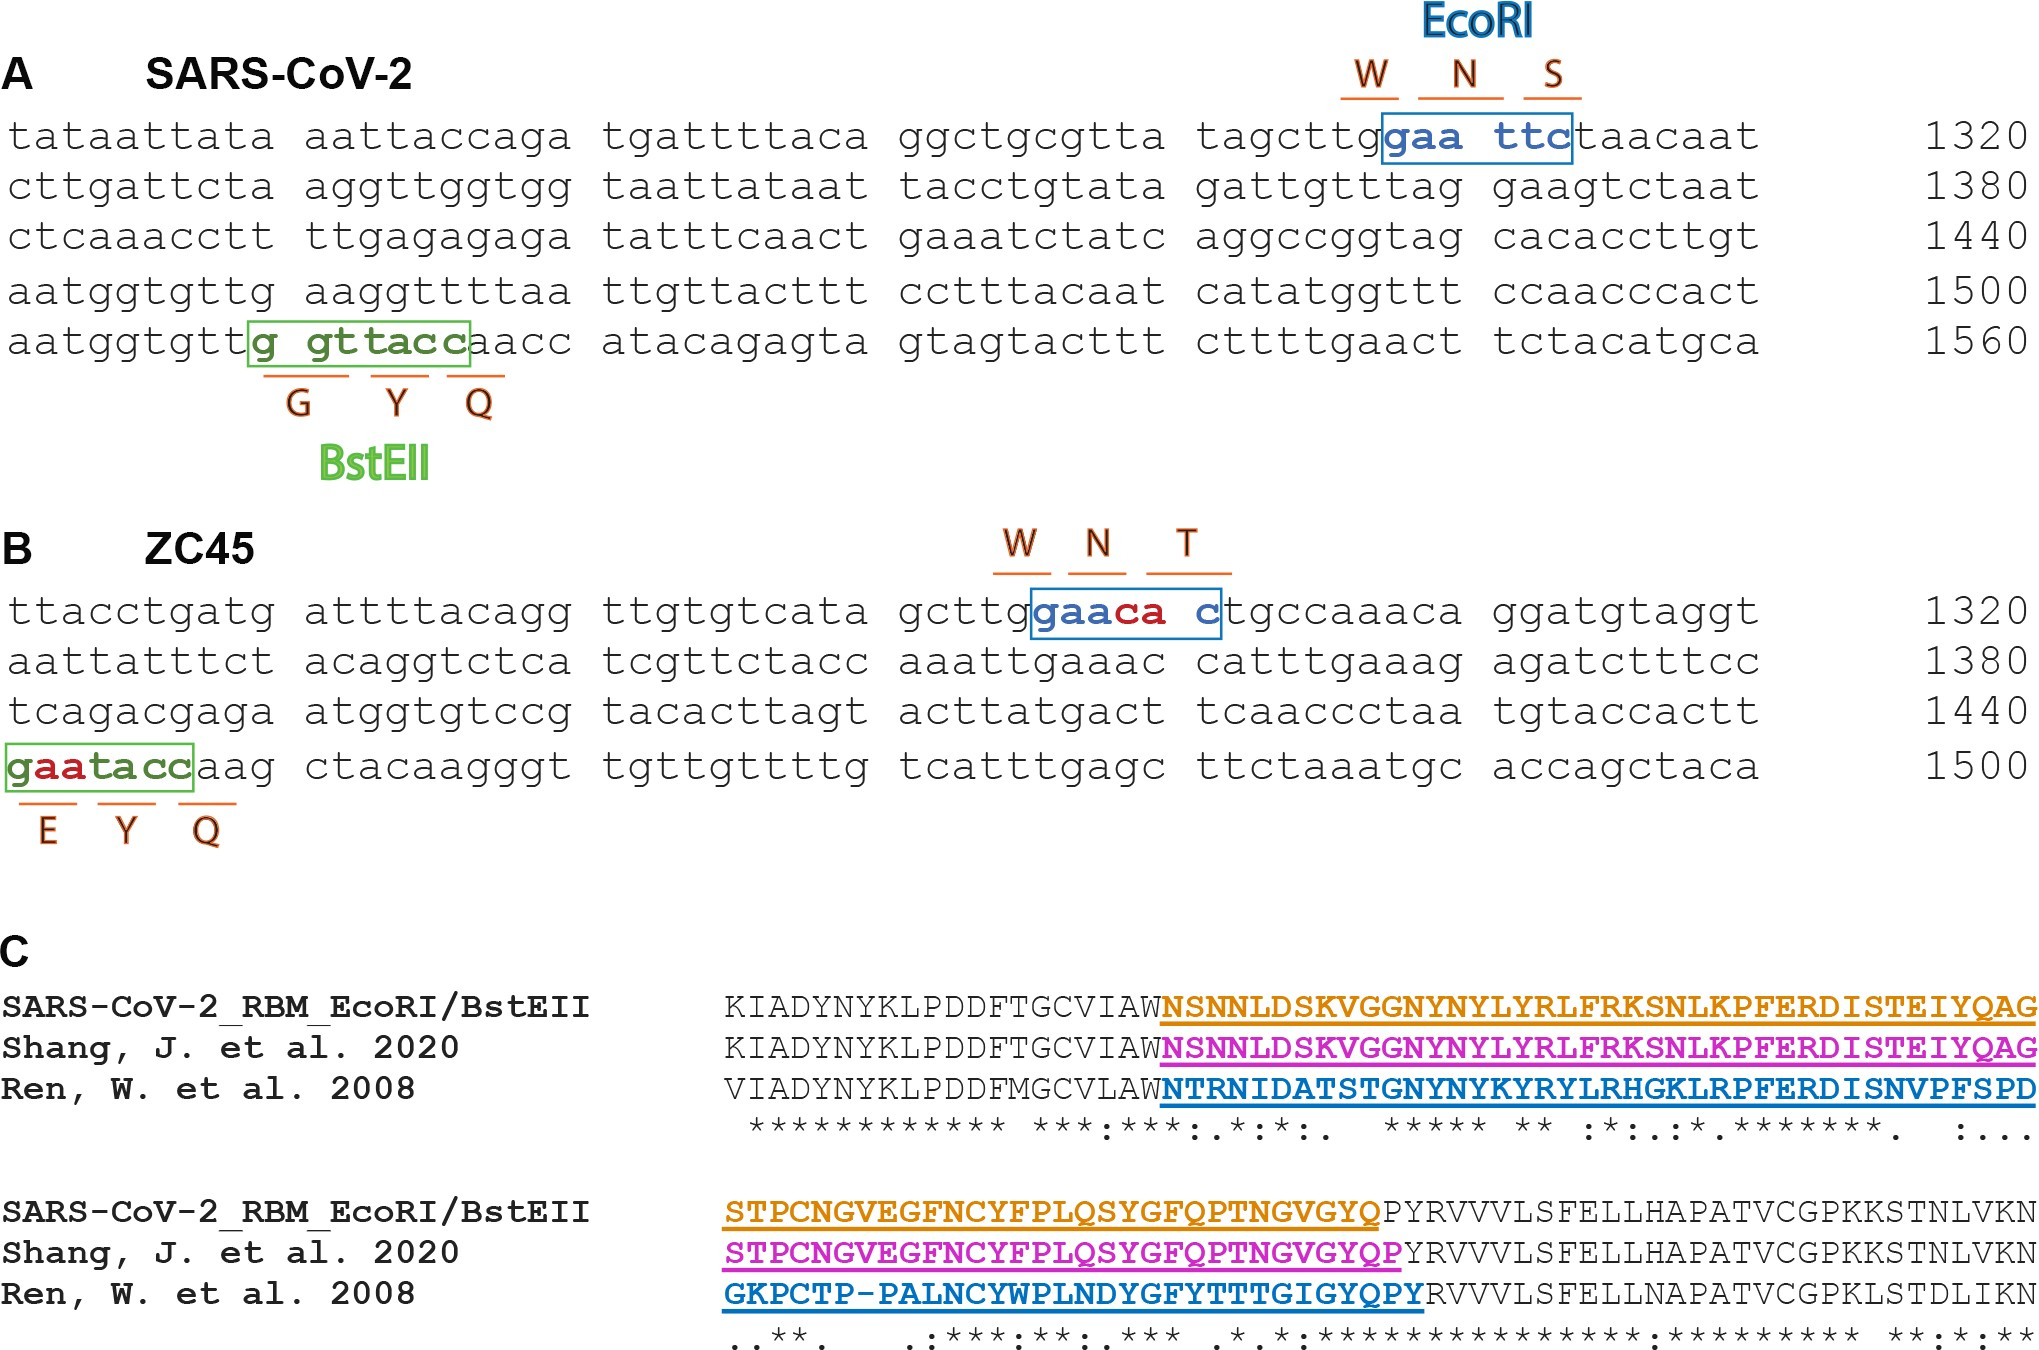 EcoRI
A SARS-CoV-2
W N S
tataattata aattaccaga tgattttaca ggctgcgtta tagcttggaa ttctaacaat 1320
cttgattcta aggttggtgg taattataat tacctgtata gattgtttag gaagtctaat 1380
ctcaaacctt ttgagagaga tatttcaact gaaatctatc aggccggtag cacaccttgt 1440
aatggtgttg aaggttttaa ttgttacttt cctttacaat catatggttt ccaacccact 1500
aatggtgttg gttaccaacc atacagagta gtagtacttt cttttgaact tctacatgca 1560
G Y Q
BstEII
B ZC45
W N T
ttacctgatg attttacagg ttgtgtcata gcttggaaca ctgccaaaca ggatgtaggt 1320
aattatttct acaggtctca tcgttctacc aaattgaaac catttgaaag agatctttcc 1380
tcagacgaga atggtgtccg tacacttagt acttatgact tcaaccctaa tgtaccactt 1440
gaataccaag ctacaagggt tgttgttttg tcatttgagc ttctaaatgc accagctaca 1500
E Y Q
C
SARS-CoV-2_RBM_EcoRI/BstEII KIADYNYKLPDDFTGCVIAWNSNNLDSKVGGNYNYLYRLFRKSNLKPFERDISTEIYQAG
Shang, J. et al. 2020 KIADYNYKLPDDFTGCVIAWNSNNLDSKVGGNYNYLYRLFRKSNLKPFERDISTEIYQAG
Ren, W. et al. 2008 VIADYNYKLPDDFMGCVLAWNTRNIDATSTGNYNYKYRYLRHGKLRPFERDISNVPFSPD
************ ***:***:.*:*:. ***** ** :*:.:*.*******. :...
SARS-CoV-2_RBM_EcoRI/BstEII STPCNGVEGFNCYFPLQSYGFQPTNGVGYQPYRVVVLSFELLHAPATVCGPKKSTNLVKN
Shang, J. et al. 2020 STPCNGVEGFNCYFPLQSYGFQPTNGVGYQPYRVVVLSFELLHAPATVCGPKKSTNLVKN
Ren, W. et al. 2008 GKPCTP-PALNCYWPLNDYGFYTTTGIGYQPYRVVVLSFELLNAPATVCGPKLSTDLIKN
..**. .:***:**:.*** .*.*:***************:********* **:*:**